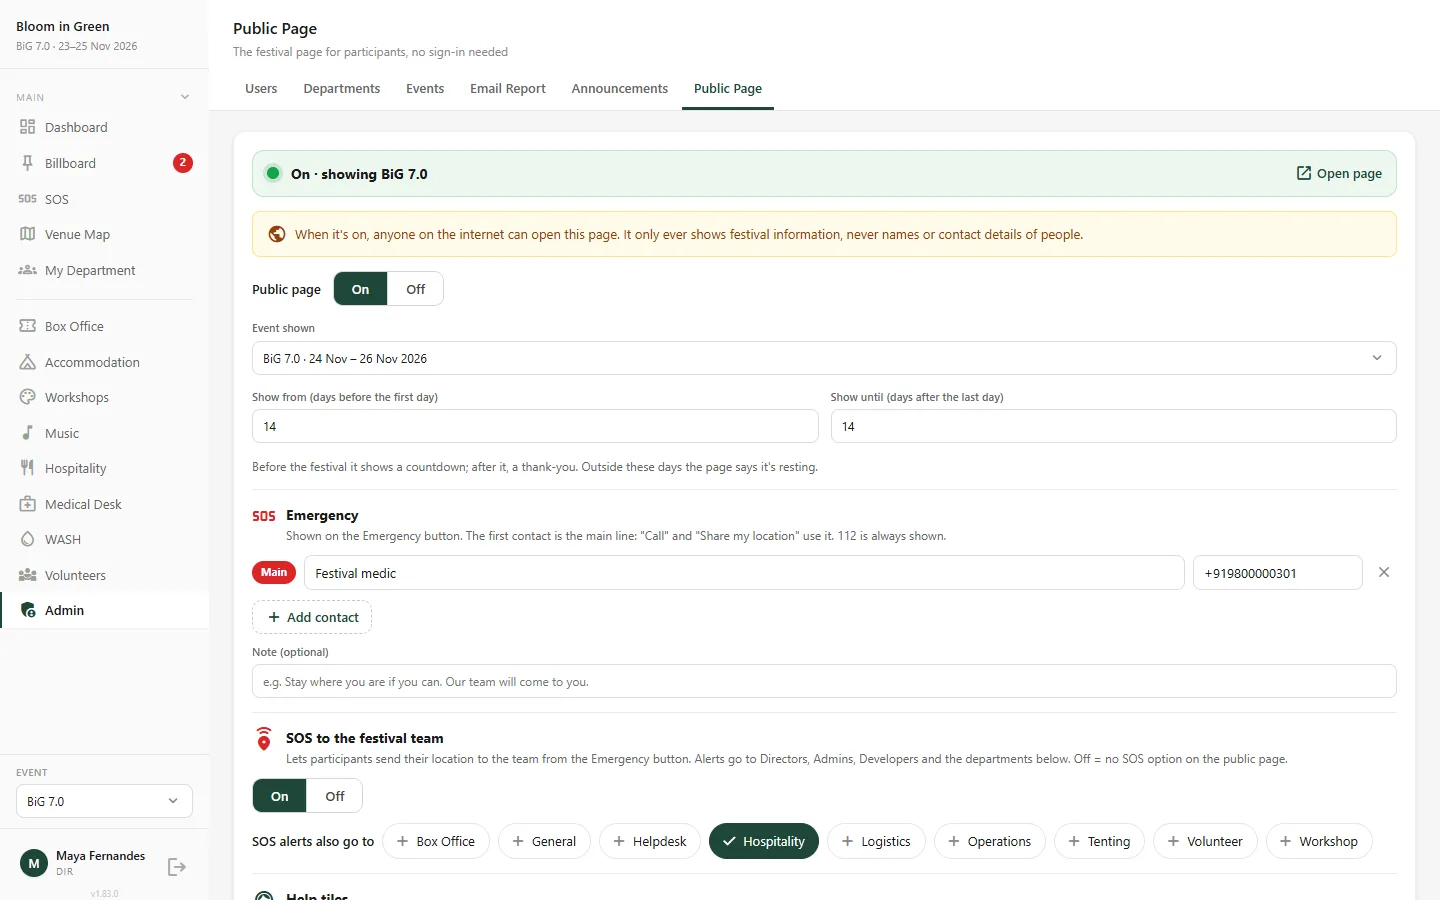 Bloom in Green
BiG 7.0 · 23–25 Nov 2026
MAIN
Dashboard
Billboard
2
SOS
SOS
Venue Map
My Department
Box Office
Accommodation
Workshops
Music
Hospitality
Medical Desk
WASH
Volunteers
Admin
EVENT
BiG 7.0
M
Maya Fernandes
DIR
v1.83.0
Public Page
The festival page for participants, no sign-in needed
Users
Departments
Events
Email Report
Announcements
Public Page
On · showing BiG 7.0
Open page
When it's on, anyone on the internet can open this page. It only ever shows festival information, never names or contact details of people.
Public page
On
Off
Event shown
BiG 7.0 · 24 Nov – 26 Nov 2026
Show from (days before the first day)
Show until (days after the last day)
14
14
Before the festival it shows a countdown; after it, a thank-you. Outside these days the page says it's resting.
SOS
Emergency
Shown on the Emergency button. The first contact is the main line: "Call" and "Share my location" use it. 112 is always shown.
Main
Festival medic
+919800000301
Add contact
Note (optional)
e.g. Stay where you are if you can. Our team will come to you.
SOS to the festival team
Lets participants send their location to the team from the Emergency button. Alerts go to Directors, Admins, Developers and the departments below. Off = no SOS option on the public page.
On
Off
SOS alerts also go to
Box Office
General
Helpdesk
Hospitality
Logistics
Operations
Tenting
Volunteer
Workshop
Help tiles